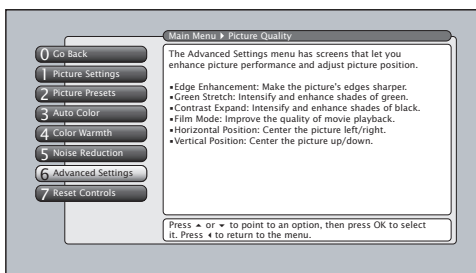 Main Menu ▸ Picture Quality
0 Go Back
1 Picture Settings
2 Picture Presets
3 Auto Color
4 Color Warmth
5 Noise Reduction
6 Advanced Settings
7 Reset Controls
The Advanced Settings menu has screens that let you
enhance picture performance and adjust picture position.
▪Edge Enhancement: Make the picture's edges sharper.
▪Green Stretch: Intensify and enhance shades of green.
▪Contrast Expand: Intensify and enhance shades of black.
▪Film Mode: Improve the quality of movie playback.
▪Horizontal Position: Center the picture left/right.
▪Vertical Position: Center the picture up/down.
Press ▲ or ▼ to point to an option, then press OK to select
it. Press ◂ to return to the menu.